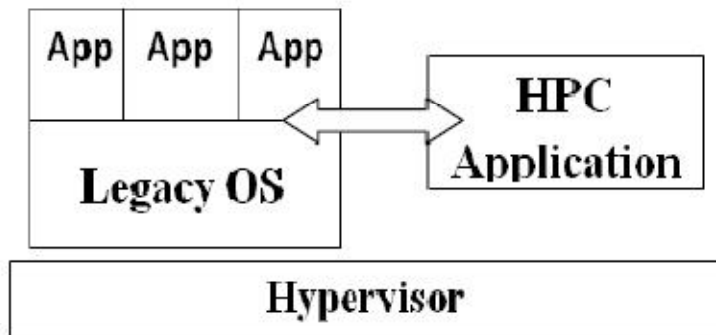 App App App
HPC
Application
Legacy OS
Hypervisor